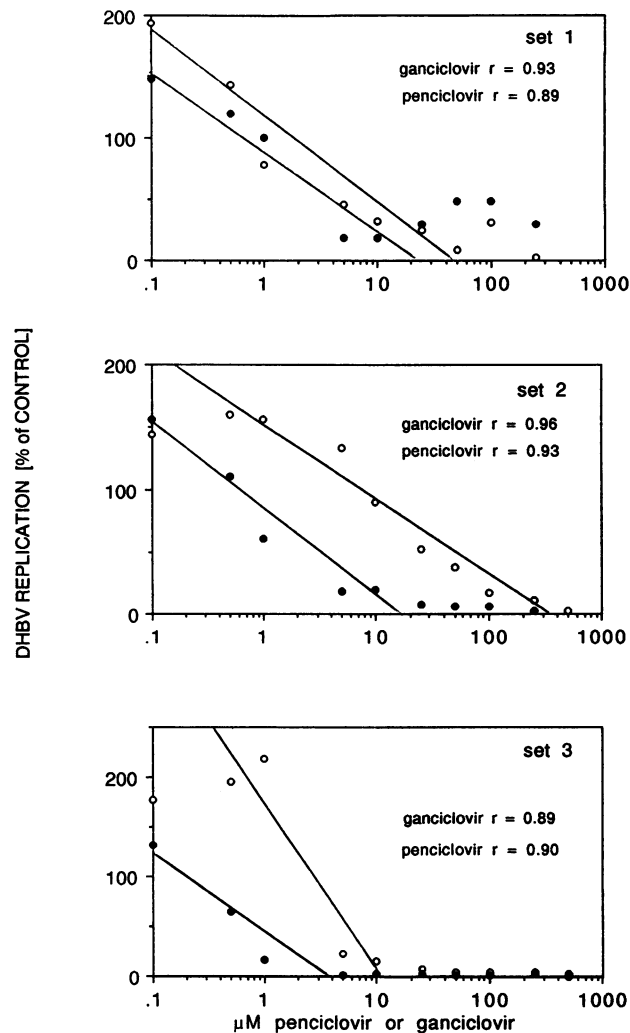 DHBV REPLICATION [% of CONTROL]
200
100
0
.1 1 10 100 1000
set 1
ganciclovir r = 0.93
penciclovir r = 0.89
200
100
0
.1 1 10 100 1000
set 2
ganciclovir r = 0.96
penciclovir r = 0.93
200
100
0
.1 1 10 100 1000
set 3
ganciclovir r = 0.89
penciclovir r = 0.90
µM penciclovir or ganciclovir